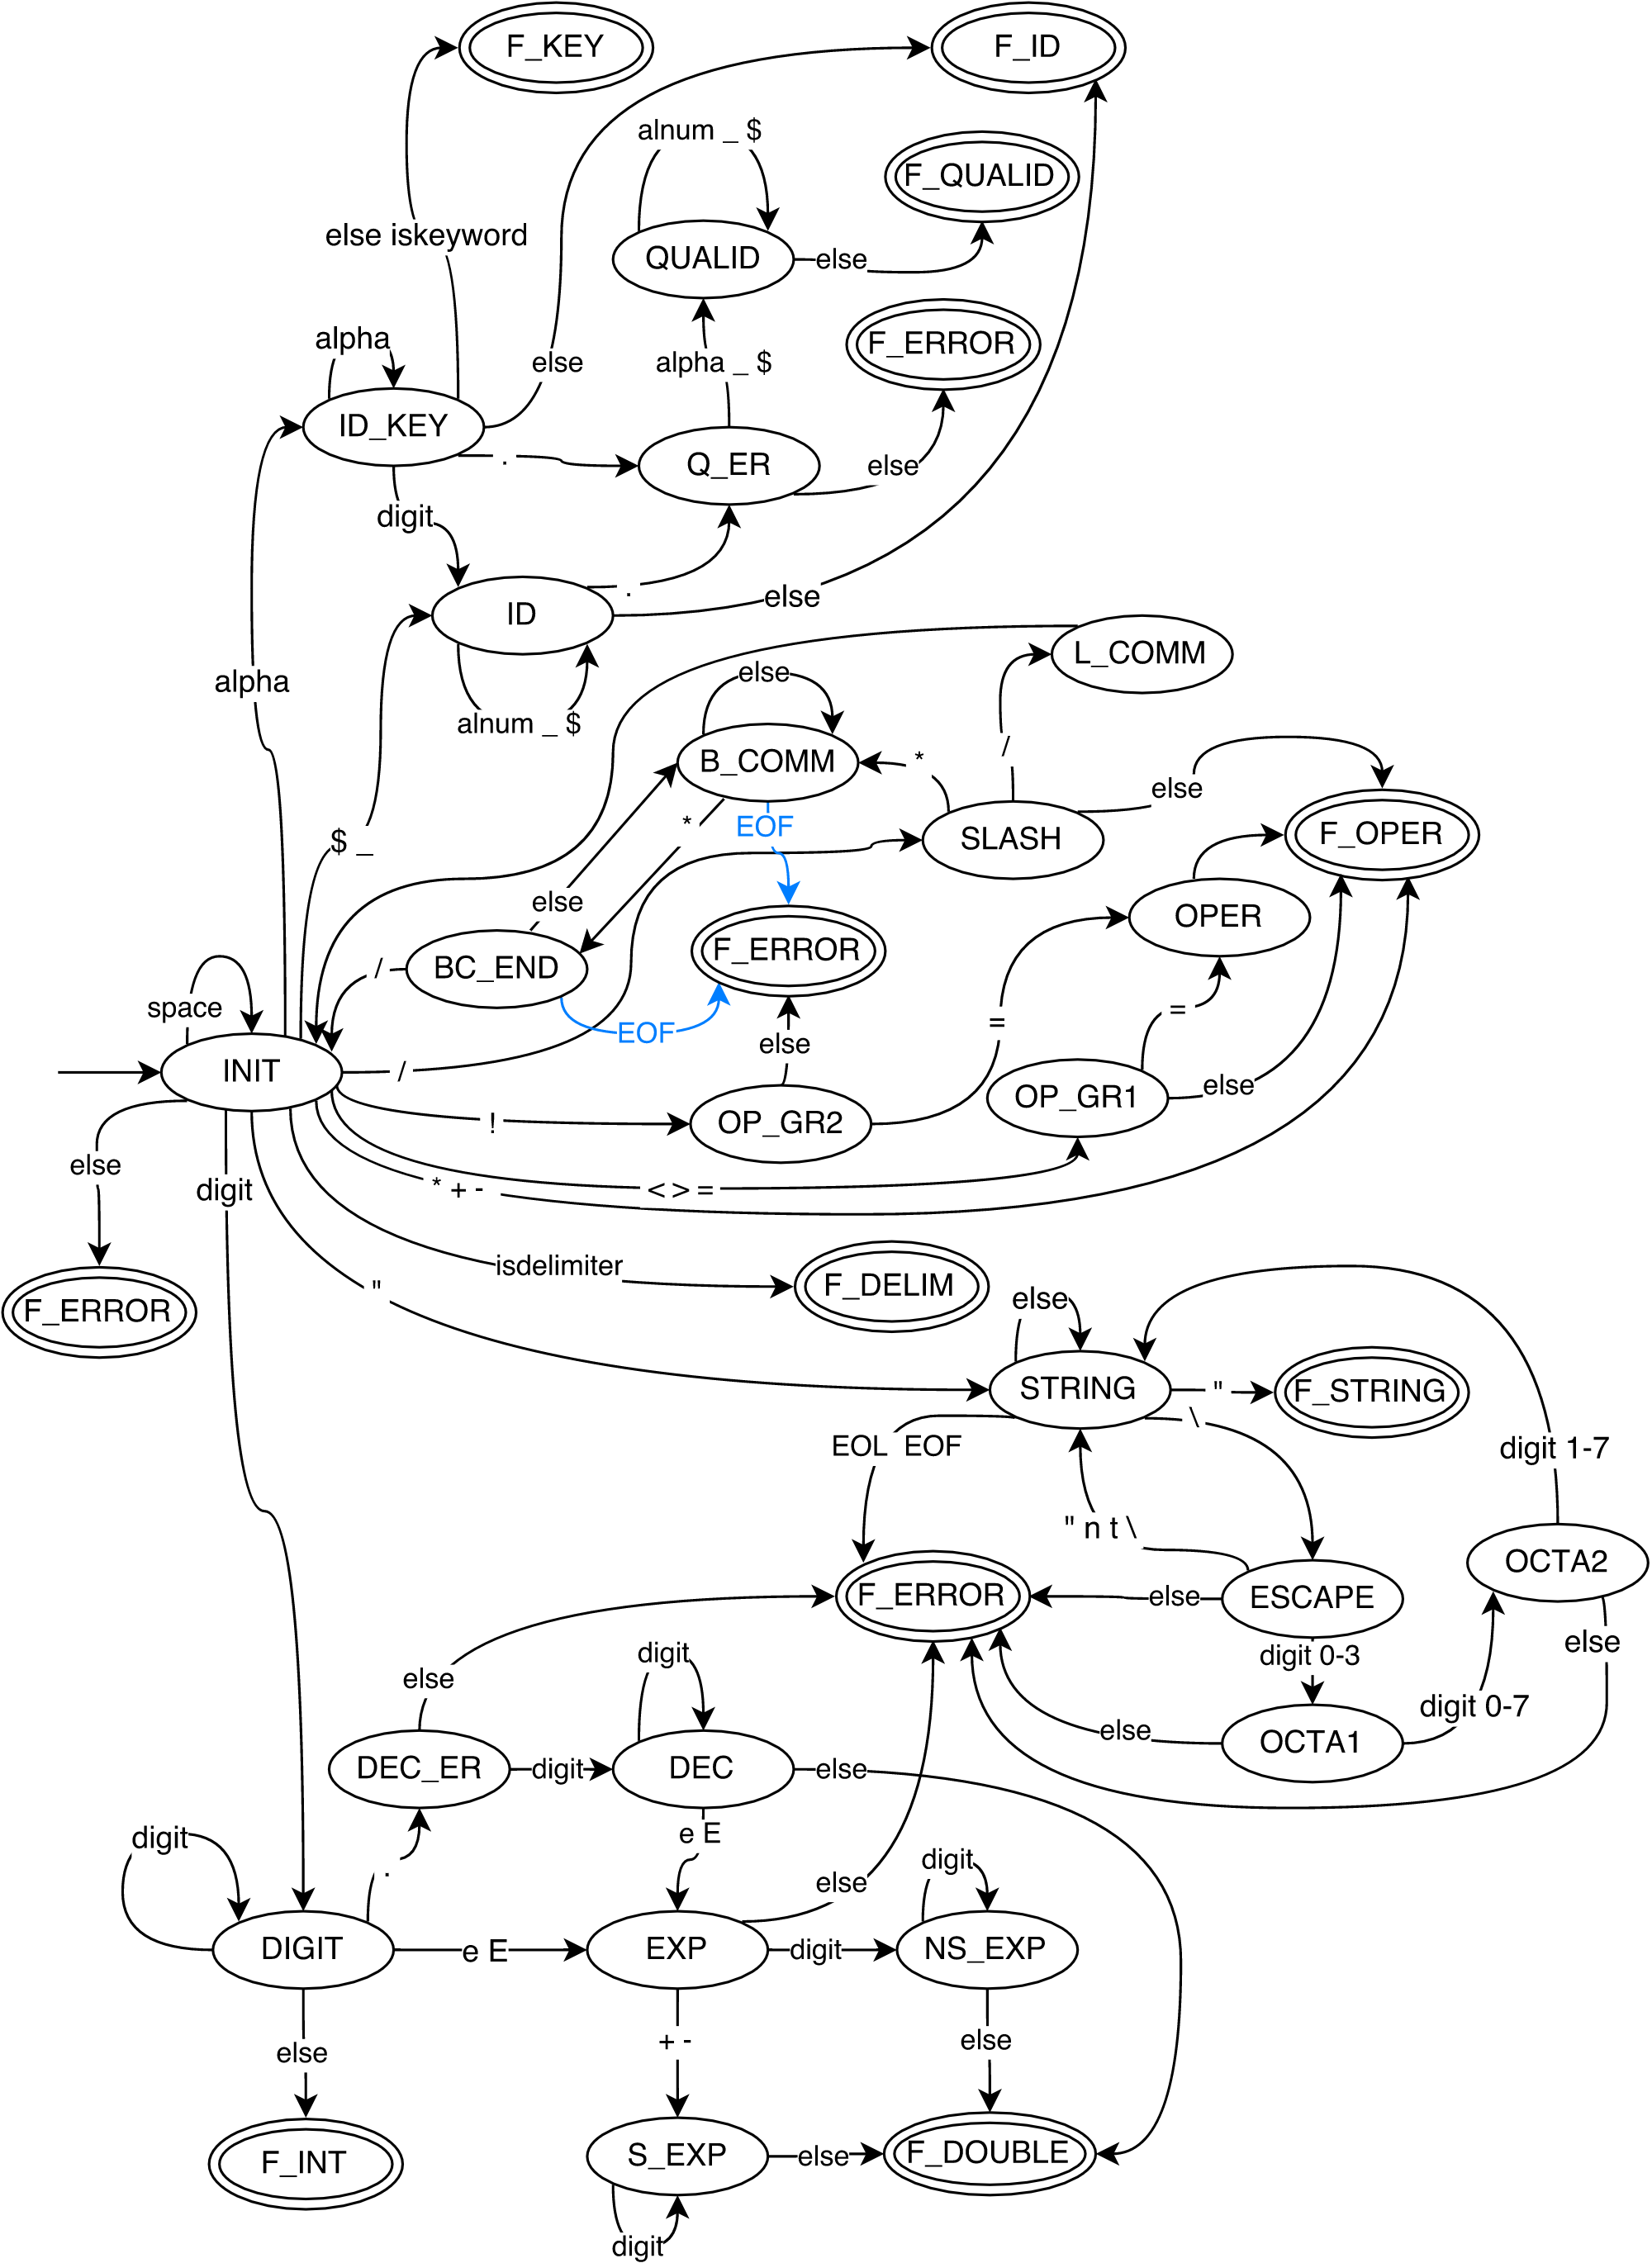 F_KEY
F_ID
alnum _ $
F_QUALID
else iskeyword
QUALID
else
alpha
F_ERROR
else
alpha _ $
ID_KEY
.
Q_ER
else
digit
.
ID
else
L_COMM
alpha
else
alnum _ $
/
B_COMM
*
else
*
EOF
SLASH
F_OPER
$ _
else
OPER
F_ERROR
/
BC_END
space
=
=
EOF
else
INIT
/
OP_GR1
else
!
OP_GR2
else
digit
* + -
< > =
isdelimiter
F_DELIM
"
F_ERROR
else
STRING
"
F_STRING
\
EOL EOF
digit 1-7
" n t \
OCTA2
F_ERROR
else
ESCAPE
else
digit
digit 0-3
else
digit 0-7
else
OCTA1
DEC_ER
digit
DEC
else
e E
digit
.
digit
else
DIGIT
e E
EXP
digit
NS_EXP
+ -
else
else
F_INT
S_EXP
else
F_DOUBLE
digit